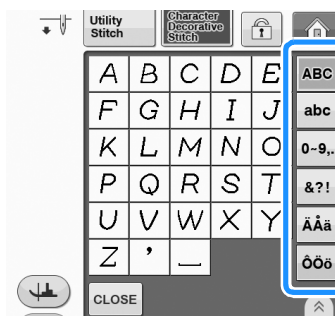 Utility Stitch
Character Decorative Stitch
A B C D E ABC
F G H I J abc
K L M N O 0~9,..
P Q R S T &?!
U V W X Y ÄÅä
Z ’ _ ÔÖö
CLOSE